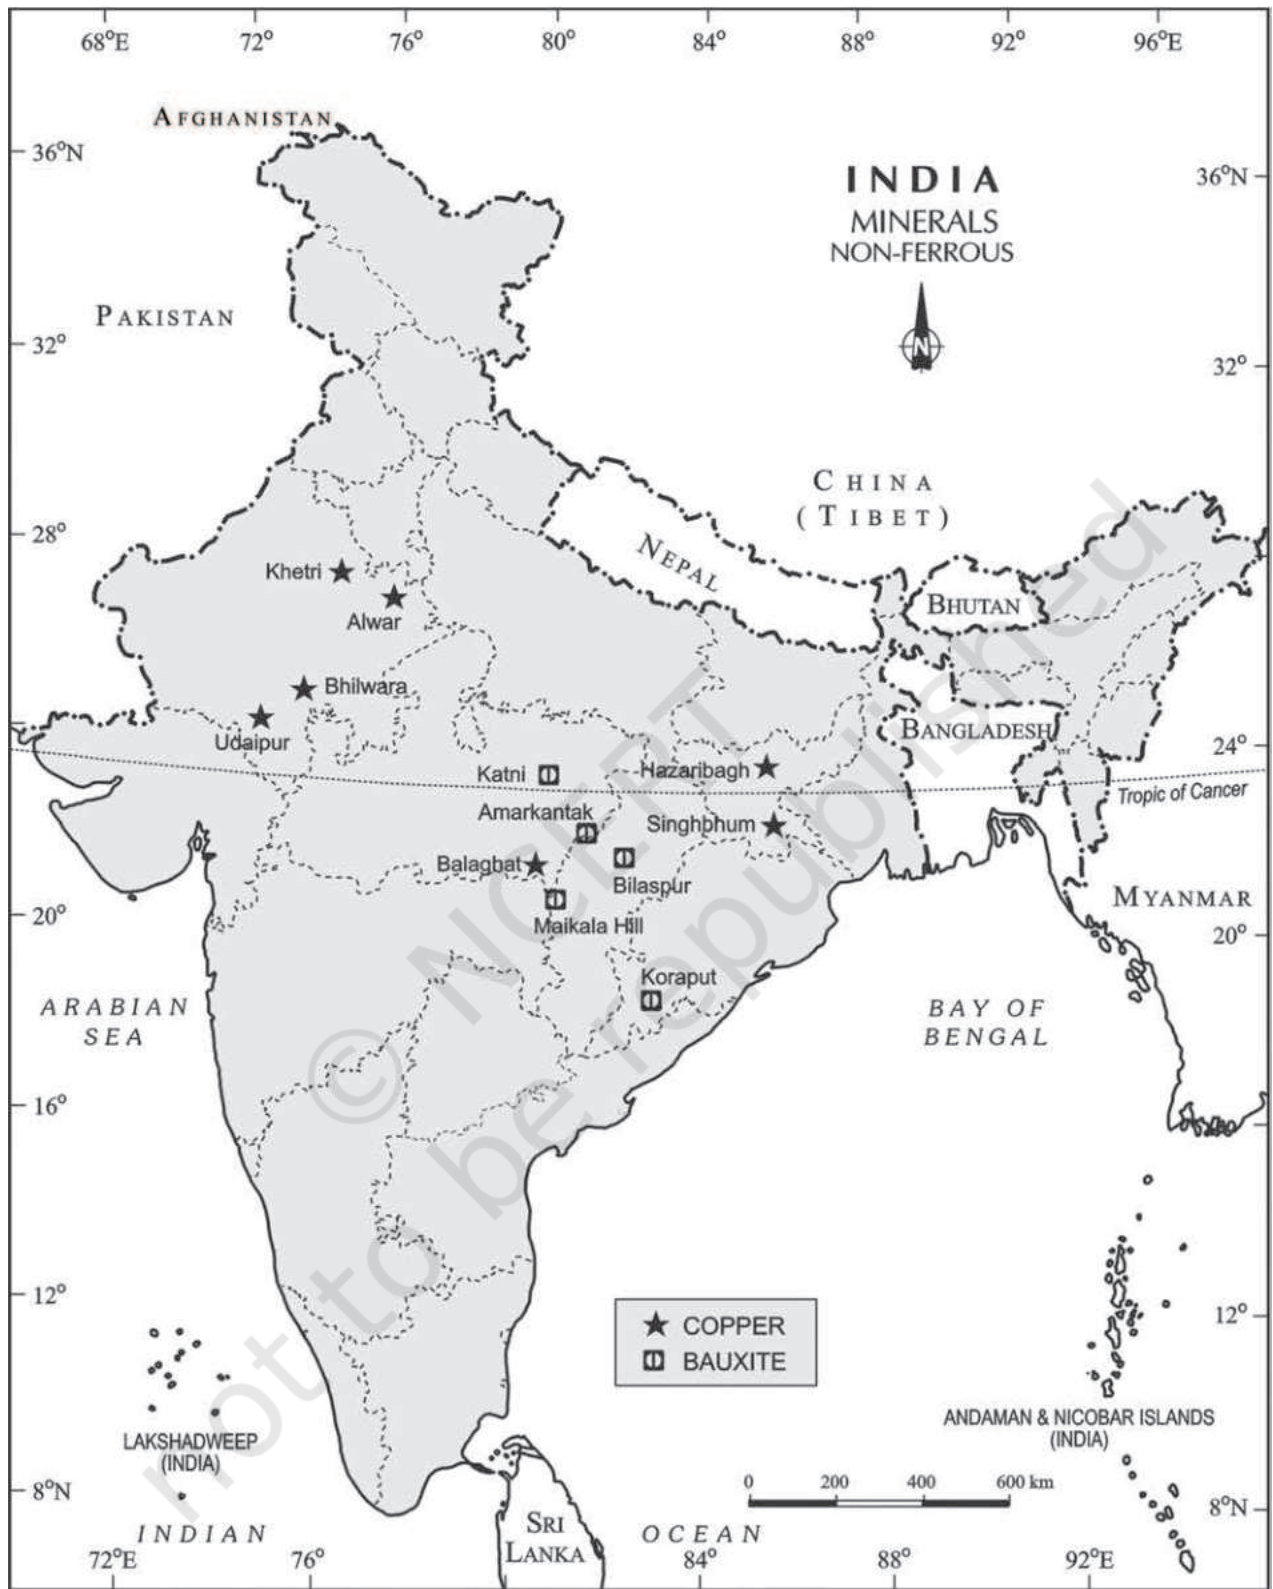 68°E 72° 76° 80° 84° 88° 92° 96°E
AFGHANISTAN
36°N
36°N
INDIA
MINERALS
NON-FERROUS
N
PAKISTAN
32°
32°
CHINA
(TIBET)
28°
NEPAL
Khetri
BHUTAN
Alwar
Bhilwara
Udaipur
BANGLADESH
24°
Katni
Hazaribagh
Tropic of Cancer
Amarkantak
Singhbhum
Balaghat
Bilaspur
MYANMAR
20°
Maikala Hill
20°
Koraput
ARABIAN
SEA
BAY OF
BENGAL
16°
12°
12°
COPPER
BAUXITE
LAKSHADWEEP
(INDIA)
ANDAMAN & NICOBAR ISLANDS
(INDIA)
8°N
0 200 400 600 km
8°N
INDIAN
OCEAN
SRI
LANKA
72°E 76° 84° 88° 92°E
© NCERT
not to be republished